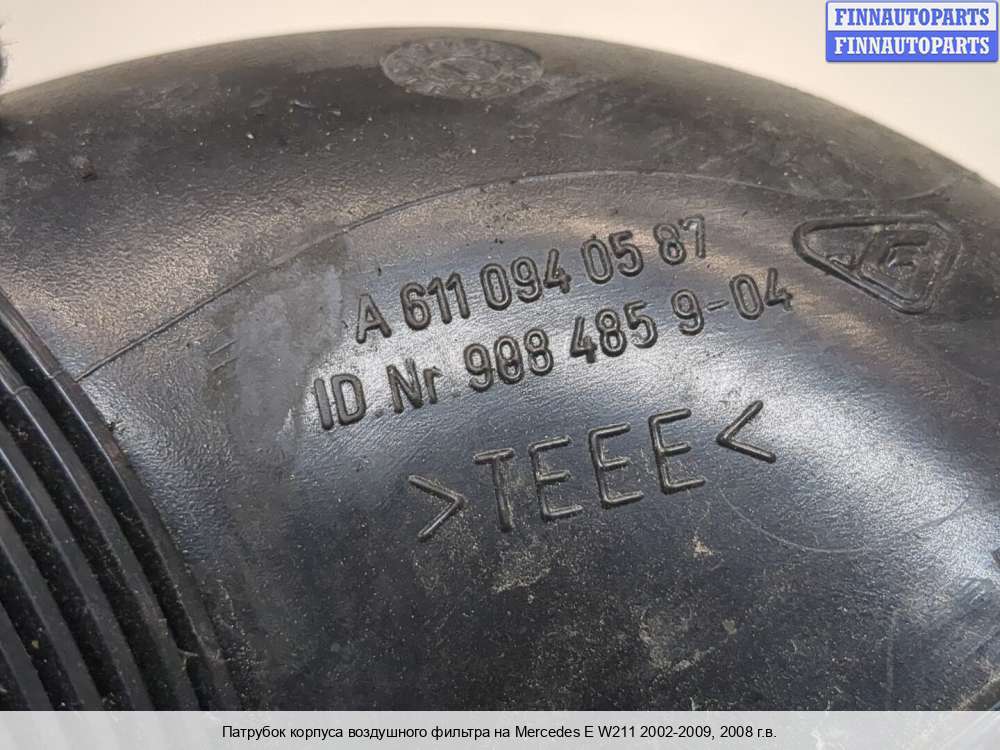 FINNAUTOPARTS
FINNAUTOPARTS
A 611 094 05 87
ID.Nr. 908 485 9-04
>TEEE<
Патрубок корпуса воздушного фильтра на Mercedes E W211 2002-2009, 2008 г.в.